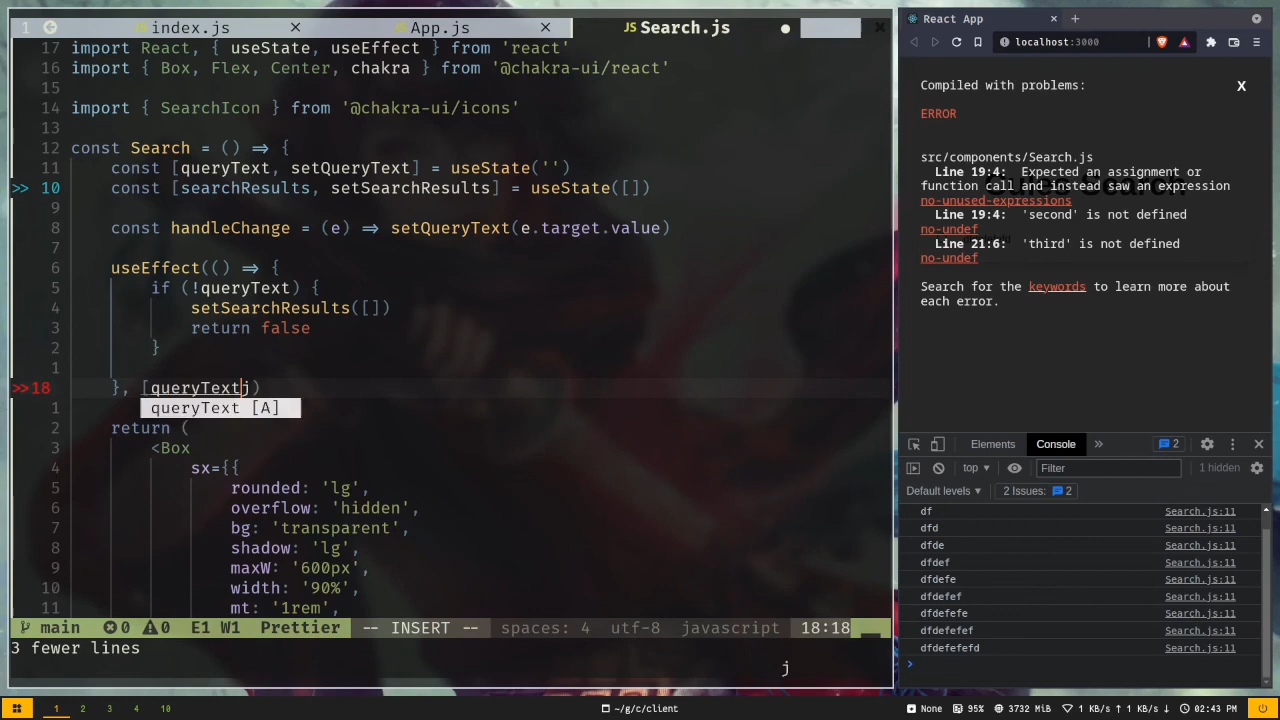 1 index.js × App.js × JS Search.js ● ×
17 import React, { useState, useEffect } from 'react'
16 import { Box, Flex, Center, chakra } from '@chakra-ui/react'
15
14 import { SearchIcon } from '@chakra-ui/icons'
13
12 const Search = () => {
11 const [queryText, setQueryText] = useState('')
>> 10 const [searchResults, setSearchResults] = useState([])
9
8 const handleChange = (e) => setQueryText(e.target.value)
7
6 useEffect(() => {
5 if (!queryText) {
4 setSearchResults([])
3 return false
2 }
1
>>18 }, [queryTextj)
1 queryText [A]
2 return (
3 <Box
4 sx={{
5 rounded: 'lg',
6 overflow: 'hidden',
7 bg: 'transparent',
8 shadow: 'lg',
9 maxW: '600px',
10 width: '90%',
11 mt: '1rem',
main 0 0 E1 W1 Prettier -- INSERT -- spaces: 4 utf-8 javascript 18:18
3 fewer lines
j
React App × +
localhost:3000
Compiled with problems: X
ERROR
src/components/Search.js
Line 19:4: Expected an assignment or
function call and instead saw an expression
no-unused-expressions
Line 19:4: 'second' is not defined
no-undef
Line 21:6: 'third' is not defined
no-undef
Search for the keywords to learn more about
each error.
Elements Console » 2
top Filter 1 hidden
Default levels 2 Issues: 2
df Search.js:11
dfd Search.js:11
dfde Search.js:11
dfdef Search.js:11
dfdefe Search.js:11
dfdefef Search.js:11
dfdefefe Search.js:11
dfdefefef Search.js:11
dfdefefefd Search.js:11
1 2 3 4 10 ~/g/c/client None 95% 3732 MiB 1 KB/s↑ 1 KB/s↓ 02:43 PM